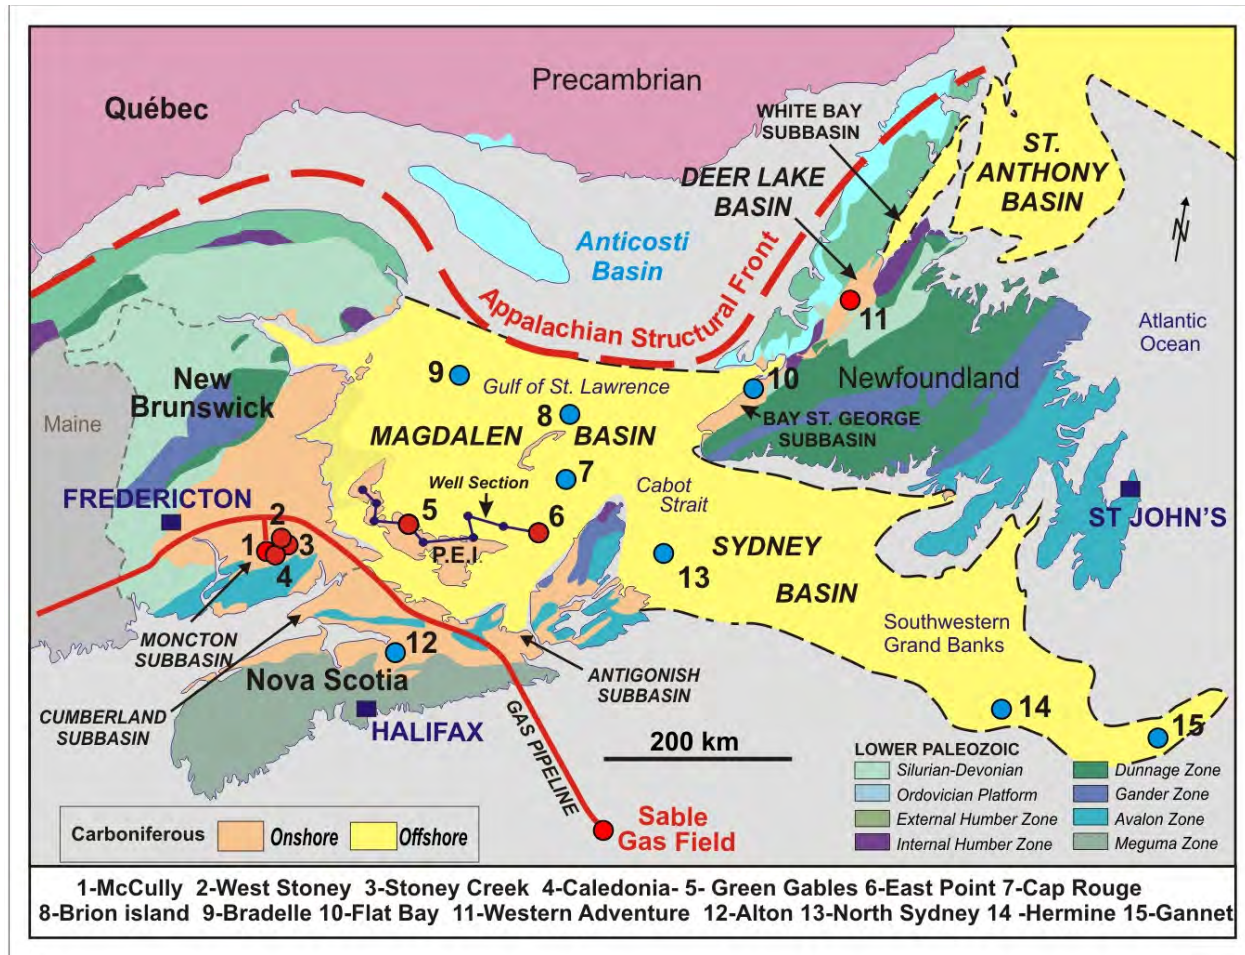 Precambrian
Québec
WHITE BAY
SUBBASIN
ST.
ANTHONY
BASIN
DEER LAKE
BASIN
N
Anticosti
Basin
Appalachian Structural Front
11
Atlantic
Ocean
New
Brunswick
Maine
9
Gulf of St. Lawrence
10
Newfoundland
8
BAY ST. GEORGE
SUBBASIN
MAGDALEN BASIN
7
Well Section
Cabot
Strait
FREDERICTON
ST JOHN'S
2
5
6
1
3
4
P.E.I.
SYDNEY
BASIN
13
MONCTON
SUBBASIN
12
ANTIGONISH
SUBBASIN
Southwestern
Grand Banks
Nova Scotia
CUMBERLAND
SUBBASIN
HALIFAX
GAS PIPELINE
14
15
200 km
Sable
Gas Field
LOWER PALEOZOIC
Silurian-Devonian
Ordovician Platform
External Humber Zone
Internal Humber Zone
Dunnage Zone
Gander Zone
Avalon Zone
Meguma Zone
Carboniferous Onshore Offshore
1-McCully 2-West Stoney 3-Stoney Creek 4-Caledonia- 5- Green Gables 6-East Point 7-Cap Rouge
8-Brion island 9-Bradelle 10-Flat Bay 11-Western Adventure 12-Alton 13-North Sydney 14 -Hermine 15-Gannet